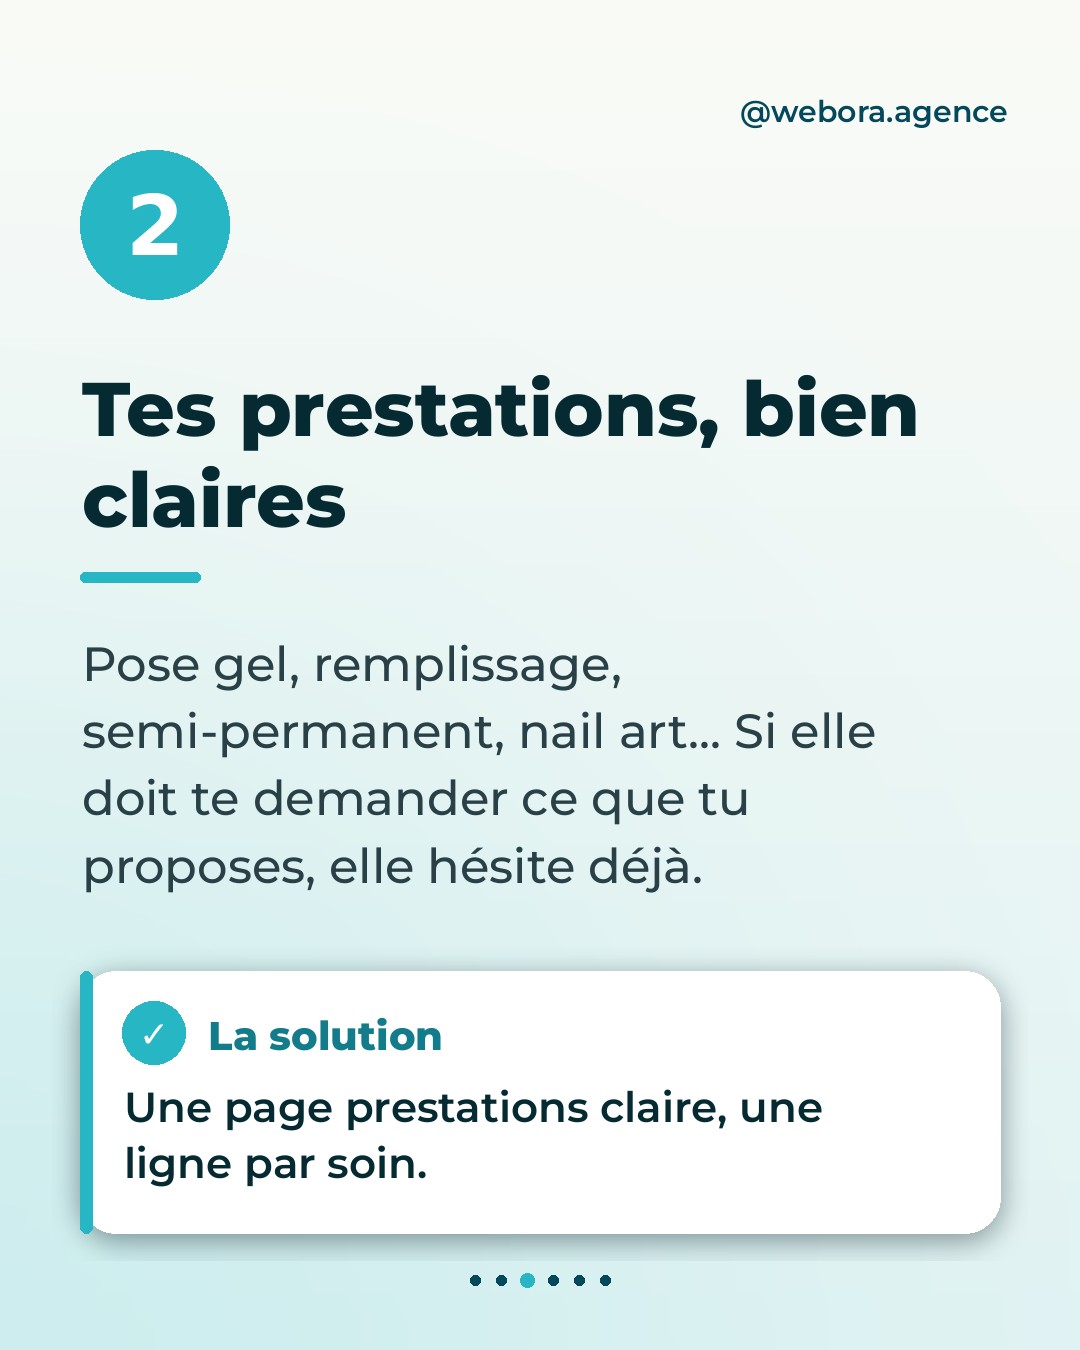 @webora.agence
2
Tes prestations, bien
claires
Pose gel, remplissage,
semi-permanent, nail art… Si elle
doit te demander ce que tu
proposes, elle hésite déjà.
✓ La solution
Une page prestations claire, une
ligne par soin.